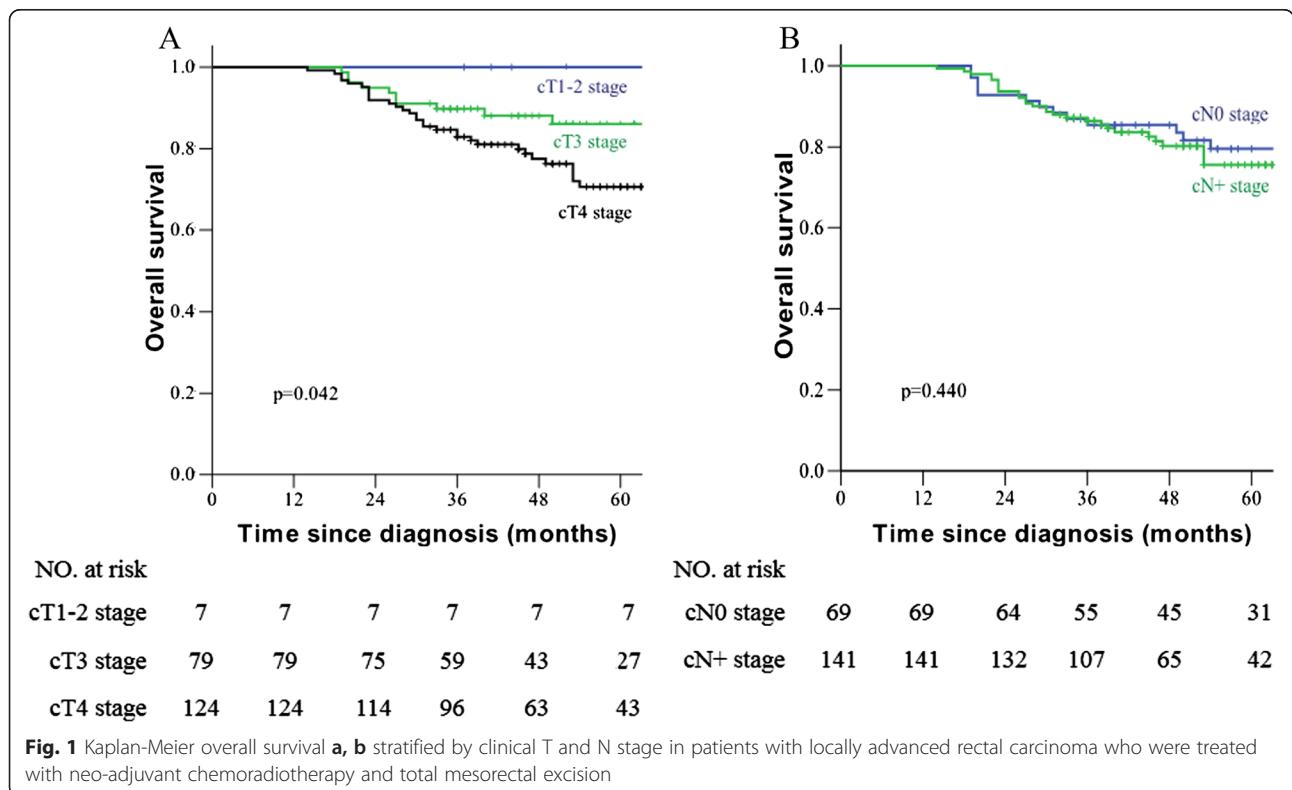 A
1.0
0.8
0.6
0.4
0.2
0.0
Overall survival
cT1-2 stage
cT3 stage
cT4 stage
p=0.042
0 12 24 36 48 60
Time since diagnosis (months)
NO. at risk
cT1-2 stage 7 7 7 7 7 7
cT3 stage 79 79 75 59 43 27
cT4 stage 124 124 114 96 63 43
B
1.0
0.8
0.6
0.4
0.2
0.0
Overall survival
cN0 stage
cN+ stage
p=0.440
0 12 24 36 48 60
Time since diagnosis (months)
NO. at risk
cN0 stage 69 69 64 55 45 31
cN+ stage 141 141 132 107 65 42
Fig. 1 Kaplan-Meier overall survival a, b stratified by clinical T and N stage in patients with locally advanced rectal carcinoma who were treated
with neo-adjuvant chemoradiotherapy and total mesorectal excision